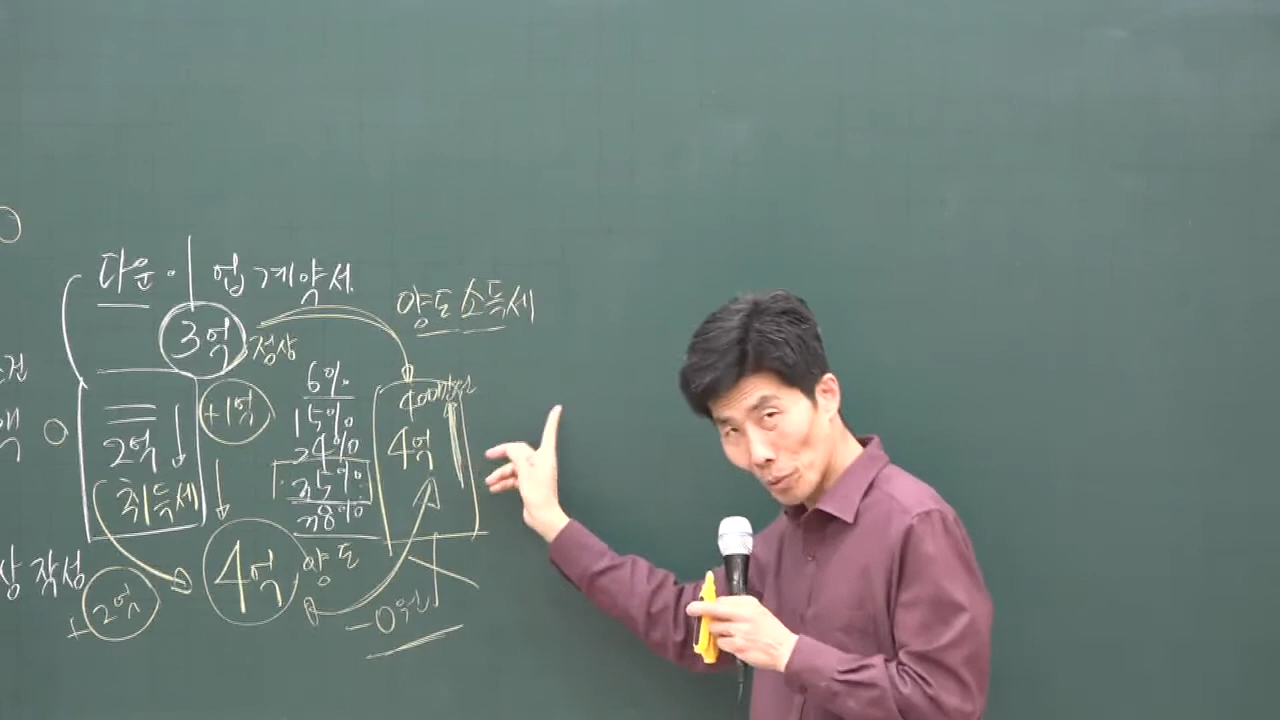 다운·업계약서
양도소득세
3억 정상
6%
+1억
15%
4억
2억
24%
35%
취득세
38%
4억 양도
상 작성
+2억
-0원